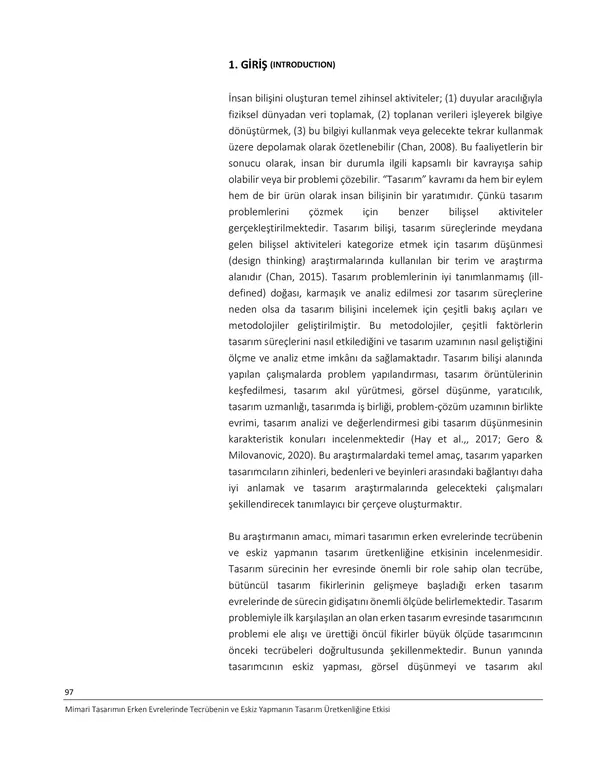 1. GİRİŞ (INTRODUCTION)
İnsan bilişini oluşturan temel zihinsel aktiviteler; (1) duyular aracılığıyla
fiziksel dünyadan veri toplamak, (2) toplanan verileri işleyerek bilgiye
dönüştürmek, (3) bu bilgiyi kullanmak veya gelecekte tekrar kullanmak
üzere depolamak olarak özetlenebilir (Chan, 2008). Bu faaliyetlerin bir
sonucu olarak, insan bir durumla ilgili kapsamlı bir kavrayışa sahip
olabilir veya bir problemi çözebilir. “Tasarım” kavramı da hem bir eylem
hem de bir ürün olarak insan bilişinin bir yaratımıdır. Çünkü tasarım
problemlerini çözmek için benzer bilişsel aktiviteler
gerçekleştirilmektedir. Tasarım bilişi, tasarım süreçlerinde meydana
gelen bilişsel aktiviteleri kategorize etmek için tasarım düşünmesi
(design thinking) araştırmalarında kullanılan bir terim ve araştırma
alanıdır (Chan, 2015). Tasarım problemlerinin iyi tanımlanmamış (ill-
defined) doğası, karmaşık ve analiz edilmesi zor tasarım süreçlerine
neden olsa da tasarım bilişini incelemek için çeşitli bakış açıları ve
metodolojiler geliştirilmiştir. Bu metodolojiler, çeşitli faktörlerin
tasarım süreçlerini nasıl etkilediğini ve tasarım uzamının nasıl geliştiğini
ölçme ve analiz etme imkânı da sağlamaktadır. Tasarım bilişi alanında
yapılan çalışmalarda problem yapılandırması, tasarım örüntülerinin
keşfedilmesi, tasarım akıl yürütmesi, görsel düşünme, yaratıcılık,
tasarım uzmanlığı, tasarımda iş birliği, problem-çözüm uzamının birlikte
evrimi, tasarım analizi ve değerlendirmesi gibi tasarım düşünmesinin
karakteristik konuları incelenmektedir (Hay et al.,, 2017; Gero &
Milovanovic, 2020). Bu araştırmalardaki temel amaç, tasarım yaparken
tasarımcıların zihinleri, bedenleri ve beyinleri arasındaki bağlantıyı daha
iyi anlamak ve tasarım araştırmalarında gelecekteki çalışmaları
şekillendirecek tanımlayıcı bir çerçeve oluşturmaktır.
Bu araştırmanın amacı, mimari tasarımın erken evrelerinde tecrübenin
ve eskiz yapmanın tasarım üretkenliğine etkisinin incelenmesidir.
Tasarım sürecinin her evresinde önemli bir role sahip olan tecrübe,
bütüncül tasarım fikirlerinin gelişmeye başladığı erken tasarım
evrelerinde de sürecin gidişatını önemli ölçüde belirlemektedir. Tasarım
problemiyle ilk karşılaşılan an olan erken tasarım evresinde tasarımcının
problemi ele alışı ve ürettiği öncül fikirler büyük ölçüde tasarımcının
önceki tecrübeleri doğrultusunda şekillenmektedir. Bunun yanında
tasarımcının eskiz yapması, görsel düşünmeyi ve tasarım akıl
97
Mimari Tasarımın Erken Evrelerinde Tecrübenin ve Eskiz Yapmanın Tasarım Üretkenliğine Etkisi